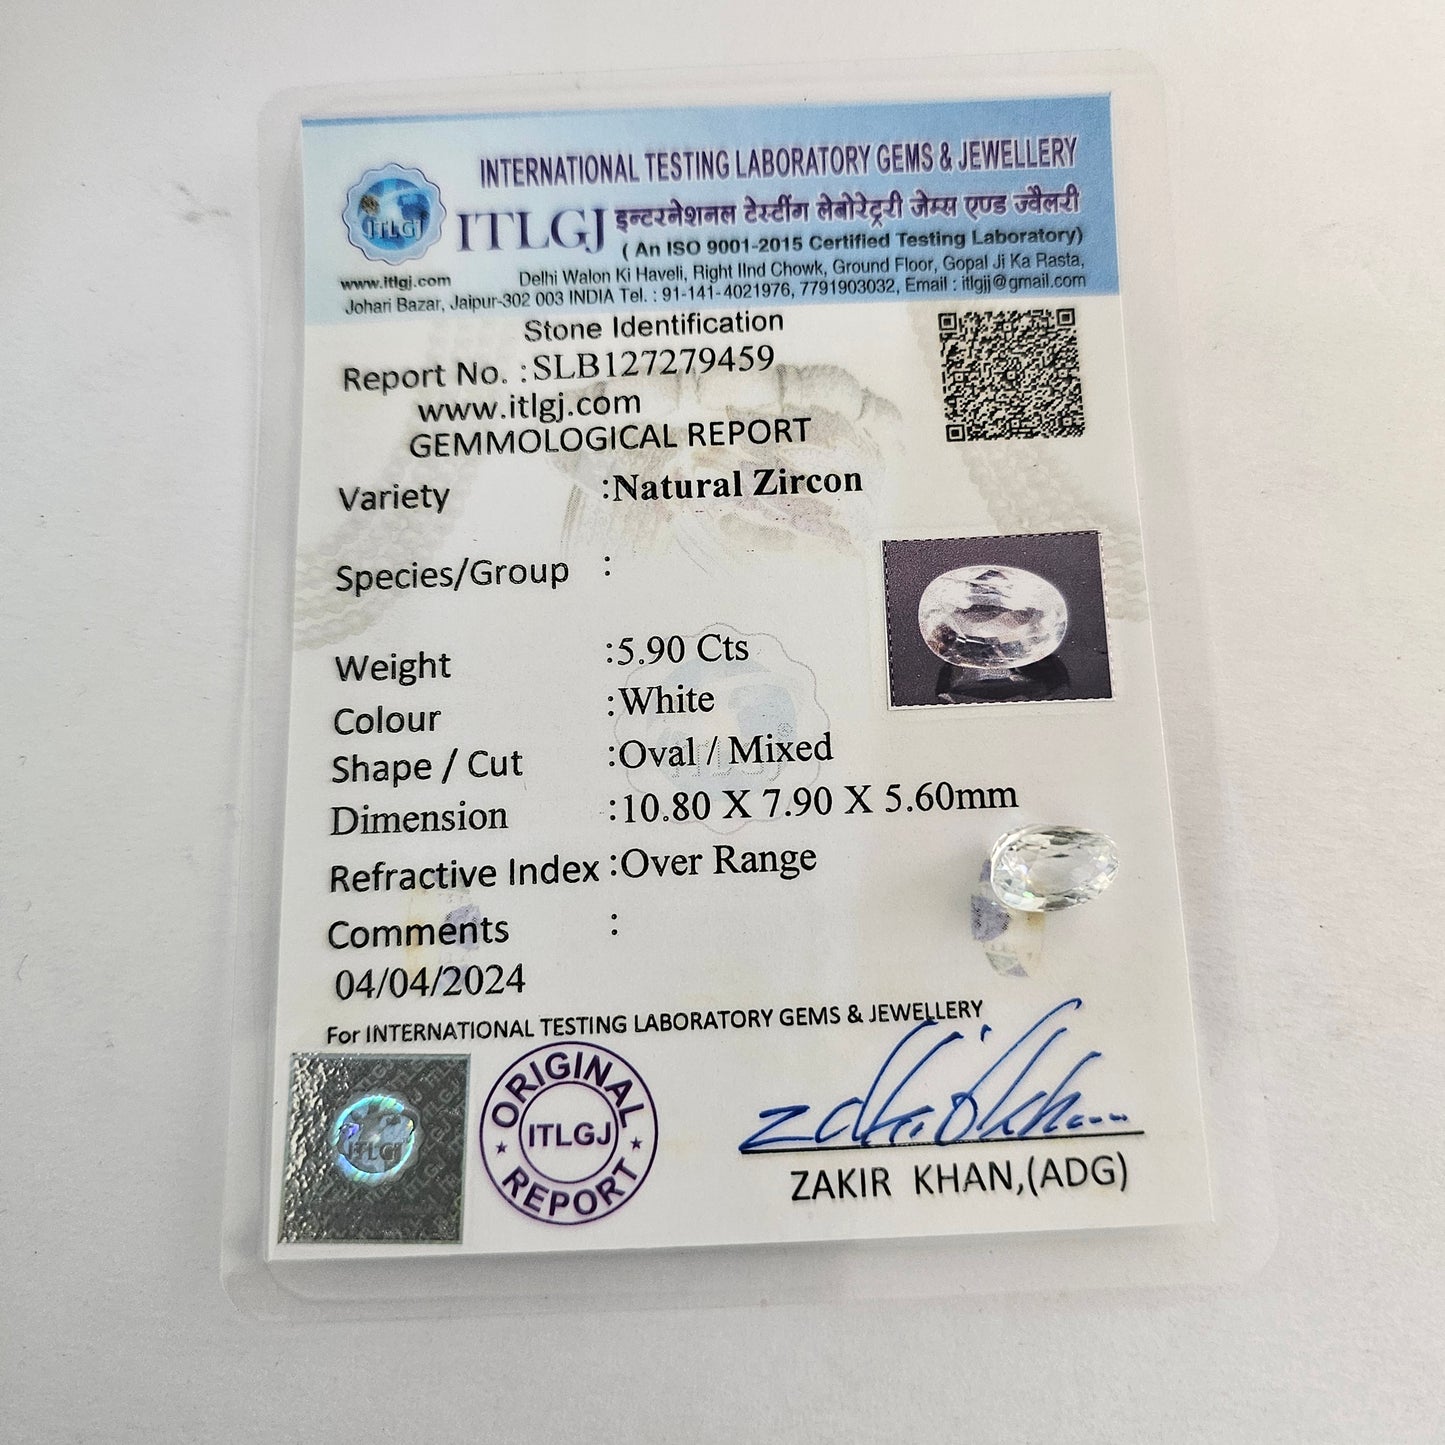 INTERNATIONAL TESTING LABORATORY GEMS & JEWELLERY
ITLGJ
ITLGJ इन्टरनेशनल टेस्टींग लेबोरेट्ररी जेम्स एण्ड ज्वैलरी
( An ISO 9001-2015 Certified Testing Laboratory)
www.itlgj.com Delhi Walon Ki Haveli, Right IInd Chowk, Ground Floor, Gopal Ji Ka Rasta,
Johari Bazar, Jaipur-302 003 INDIA Tel. : 91-141-4021976, 7791903032, Email : itlgjj@gmail.com
Stone Identification
Report No. :SLB127279459
www.itlgj.com
GEMMOLOGICAL REPORT
Variety :Natural Zircon
Species/Group :
Weight :5.90 Cts
Colour :White
Shape / Cut :Oval / Mixed
Dimension :10.80 X 7.90 X 5.60mm
Refractive Index :Over Range
Comments :
04/04/2024
For INTERNATIONAL TESTING LABORATORY GEMS & JEWELLERY
ITLGJ
ORIGINAL
ITLGJ
REPORT
ZAKIR KHAN,(ADG)